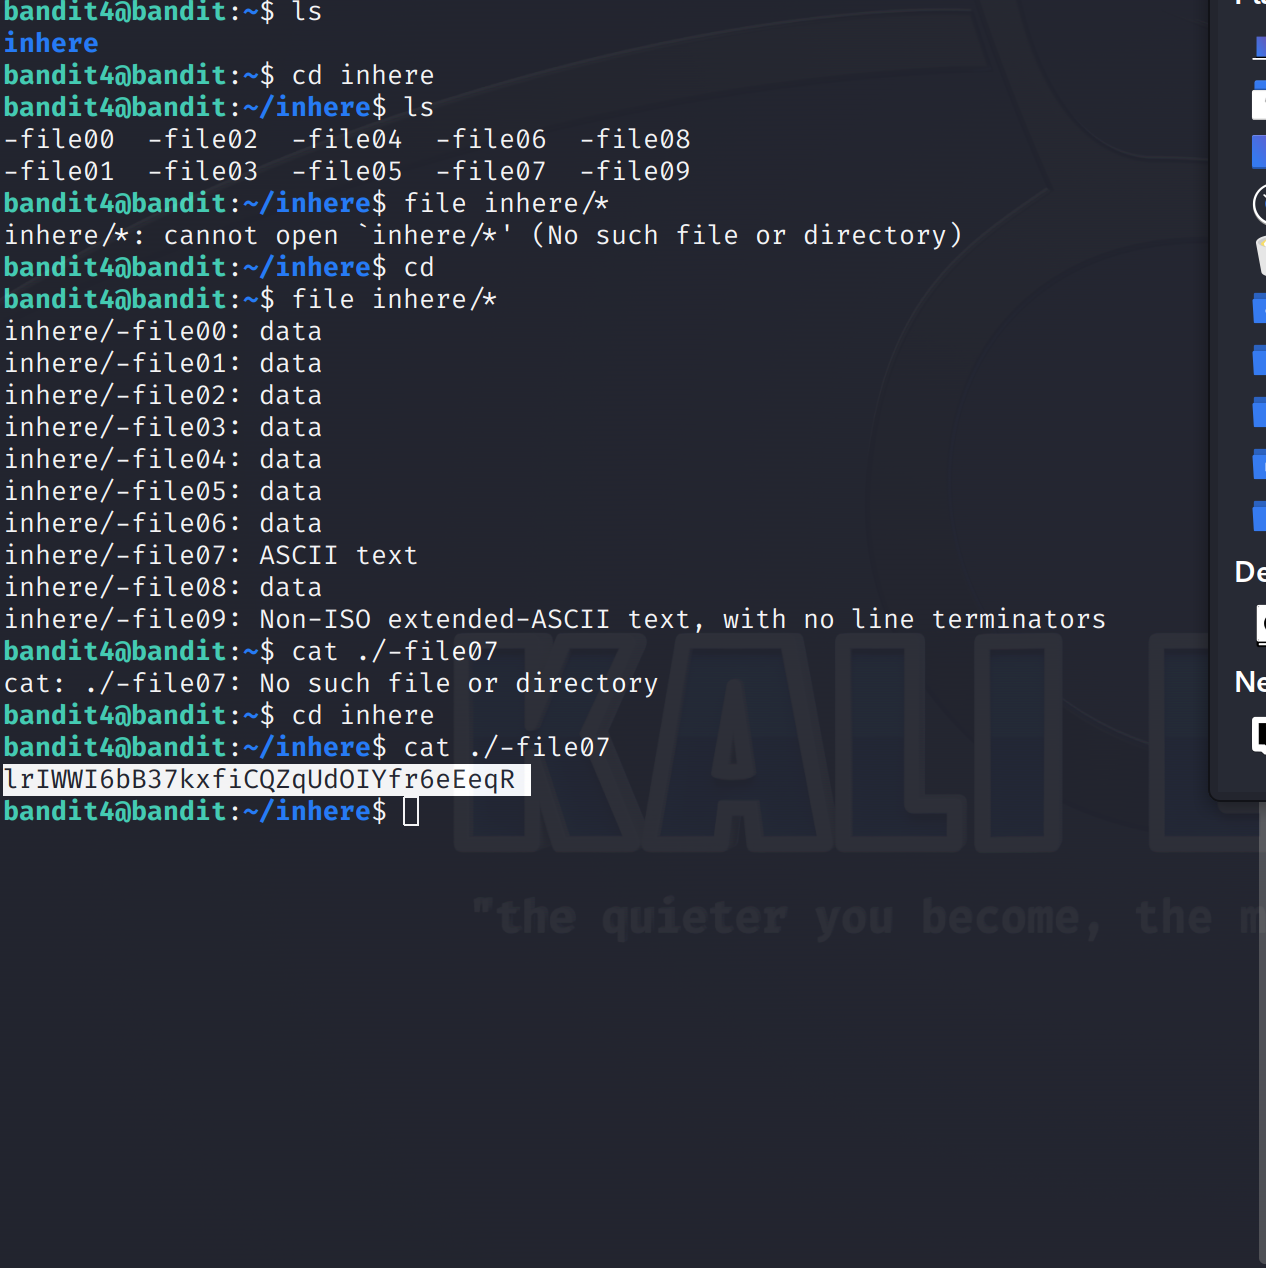 bandit4@bandit:~$ ls
inhere
bandit4@bandit:~$ cd inhere
bandit4@bandit:~/inhere$ ls
-file00  -file02  -file04  -file06  -file08
-file01  -file03  -file05  -file07  -file09
bandit4@bandit:~/inhere$ file inhere/*
inhere/*: cannot open `inhere/*' (No such file or directory)
bandit4@bandit:~/inhere$ cd
bandit4@bandit:~$ file inhere/*
inhere/-file00: data
inhere/-file01: data
inhere/-file02: data
inhere/-file03: data
inhere/-file04: data
inhere/-file05: data
inhere/-file06: data
inhere/-file07: ASCII text
inhere/-file08: data
inhere/-file09: Non-ISO extended-ASCII text, with no line terminators
bandit4@bandit:~$ cat ./-file07
cat: ./-file07: No such file or directory
bandit4@bandit:~$ cd inhere
bandit4@bandit:~/inhere$ cat ./-file07
lrIWWI6bB37kxfiCQZqUdOIYfr6eEeqR
bandit4@bandit:~/inhere$
KALI
"the quieter you become, the
De
Ne